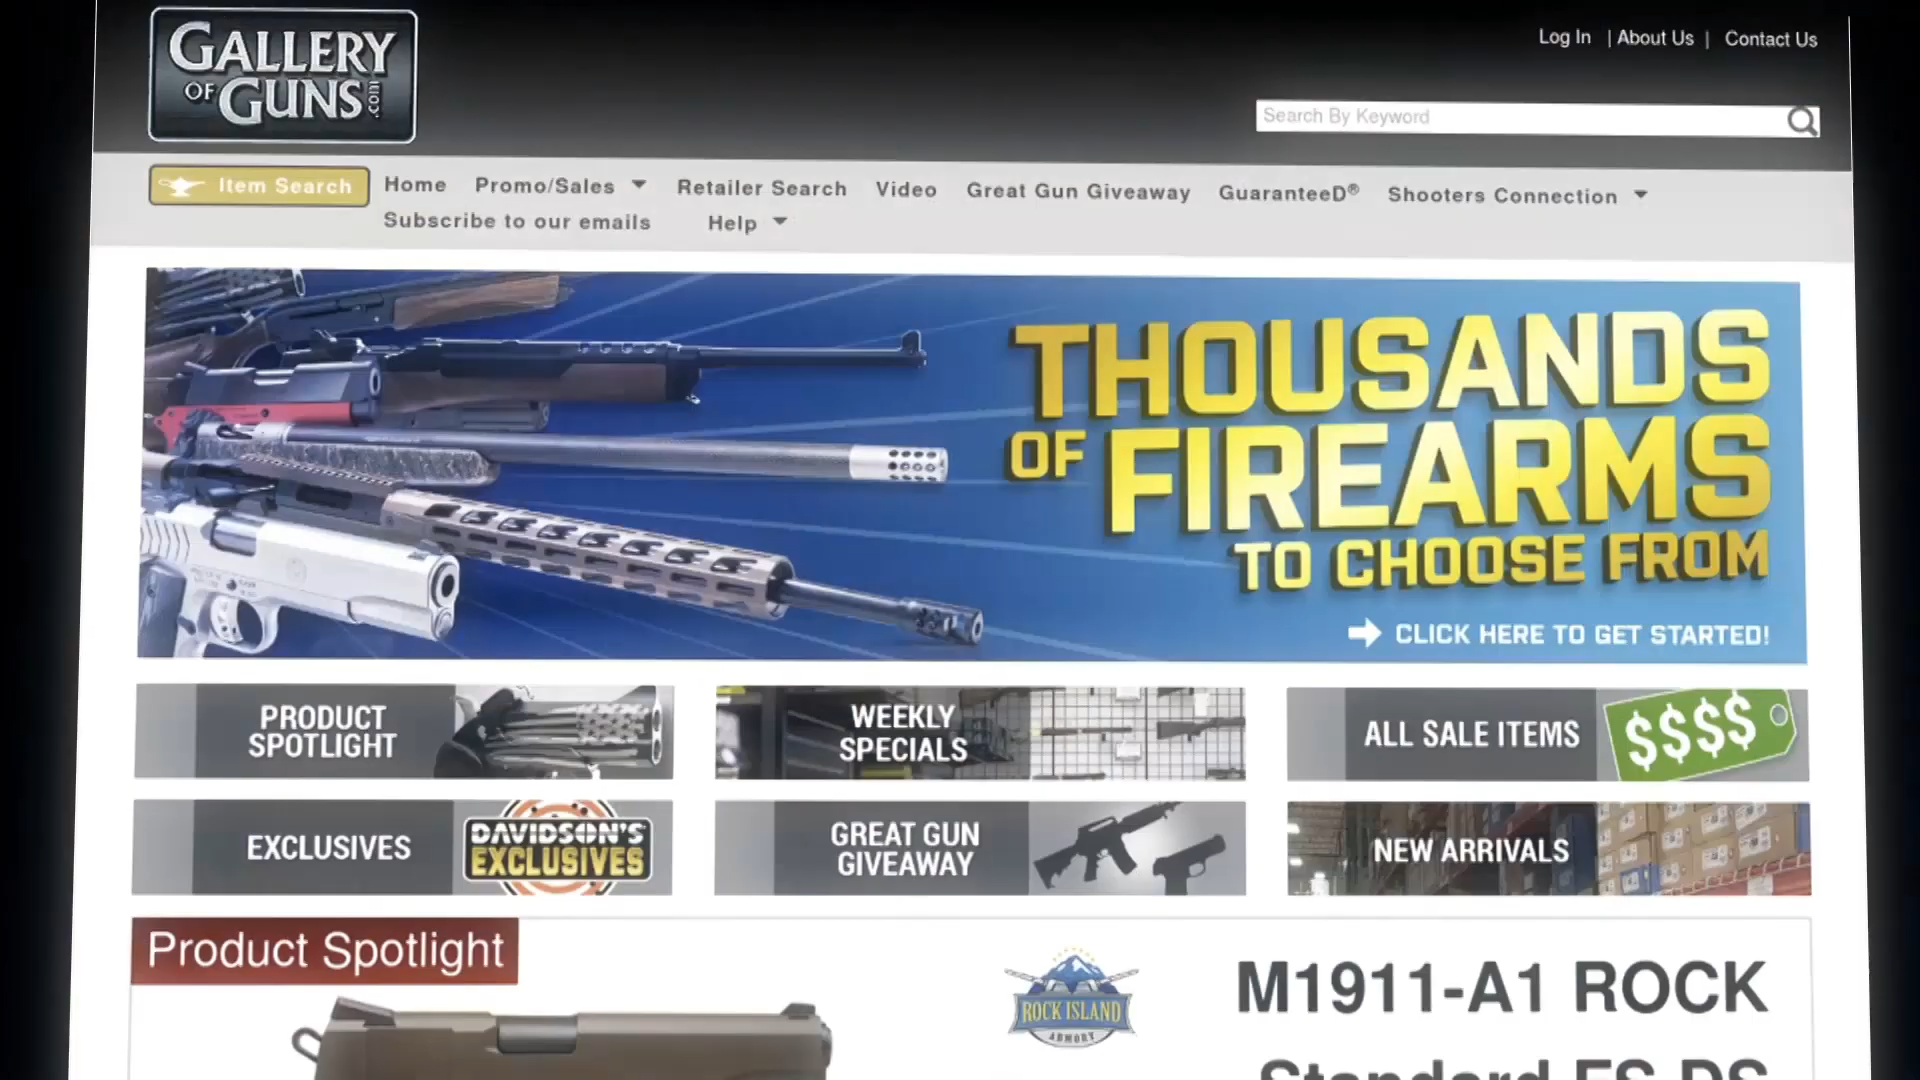 GALLERY
OF GUNS.com
Log In | About Us | Contact Us
Search By Keyword
Item Search
Home Promo/Sales Retailer Search Video Great Gun Giveaway GuaranteeD® Shooters Connection
Subscribe to our emails Help
THOUSANDS
OF FIREARMS
TO CHOOSE FROM
CLICK HERE TO GET STARTED!
PRODUCT
SPOTLIGHT
WEEKLY
SPECIALS
ALL SALE ITEMS
$$$$
EXCLUSIVES
DAVIDSON'S
EXCLUSIVES
GREAT GUN
GIVEAWAY
NEW ARRIVALS
Product Spotlight
ROCK ISLAND
ARMORY
M1911-A1 ROCK
Standard FS-DS